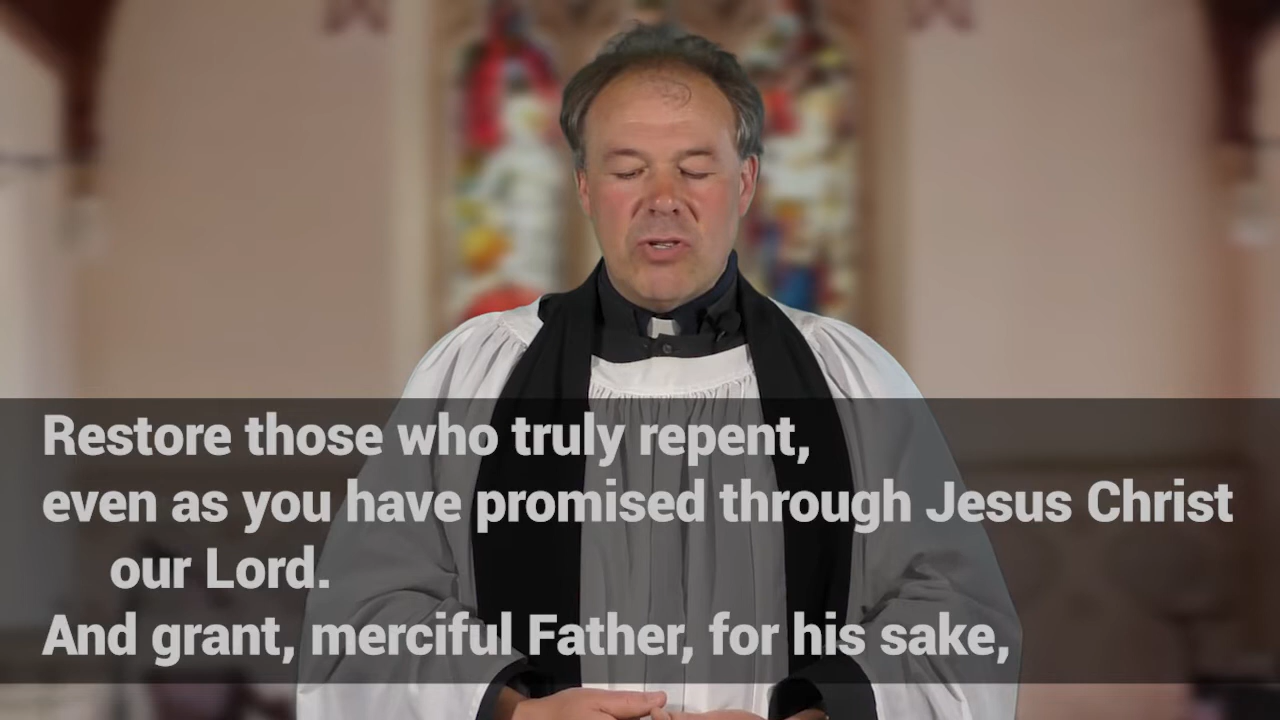 Restore those who truly repent,
even as you have promised through Jesus Christ
our Lord.
And grant, merciful Father, for his sake,